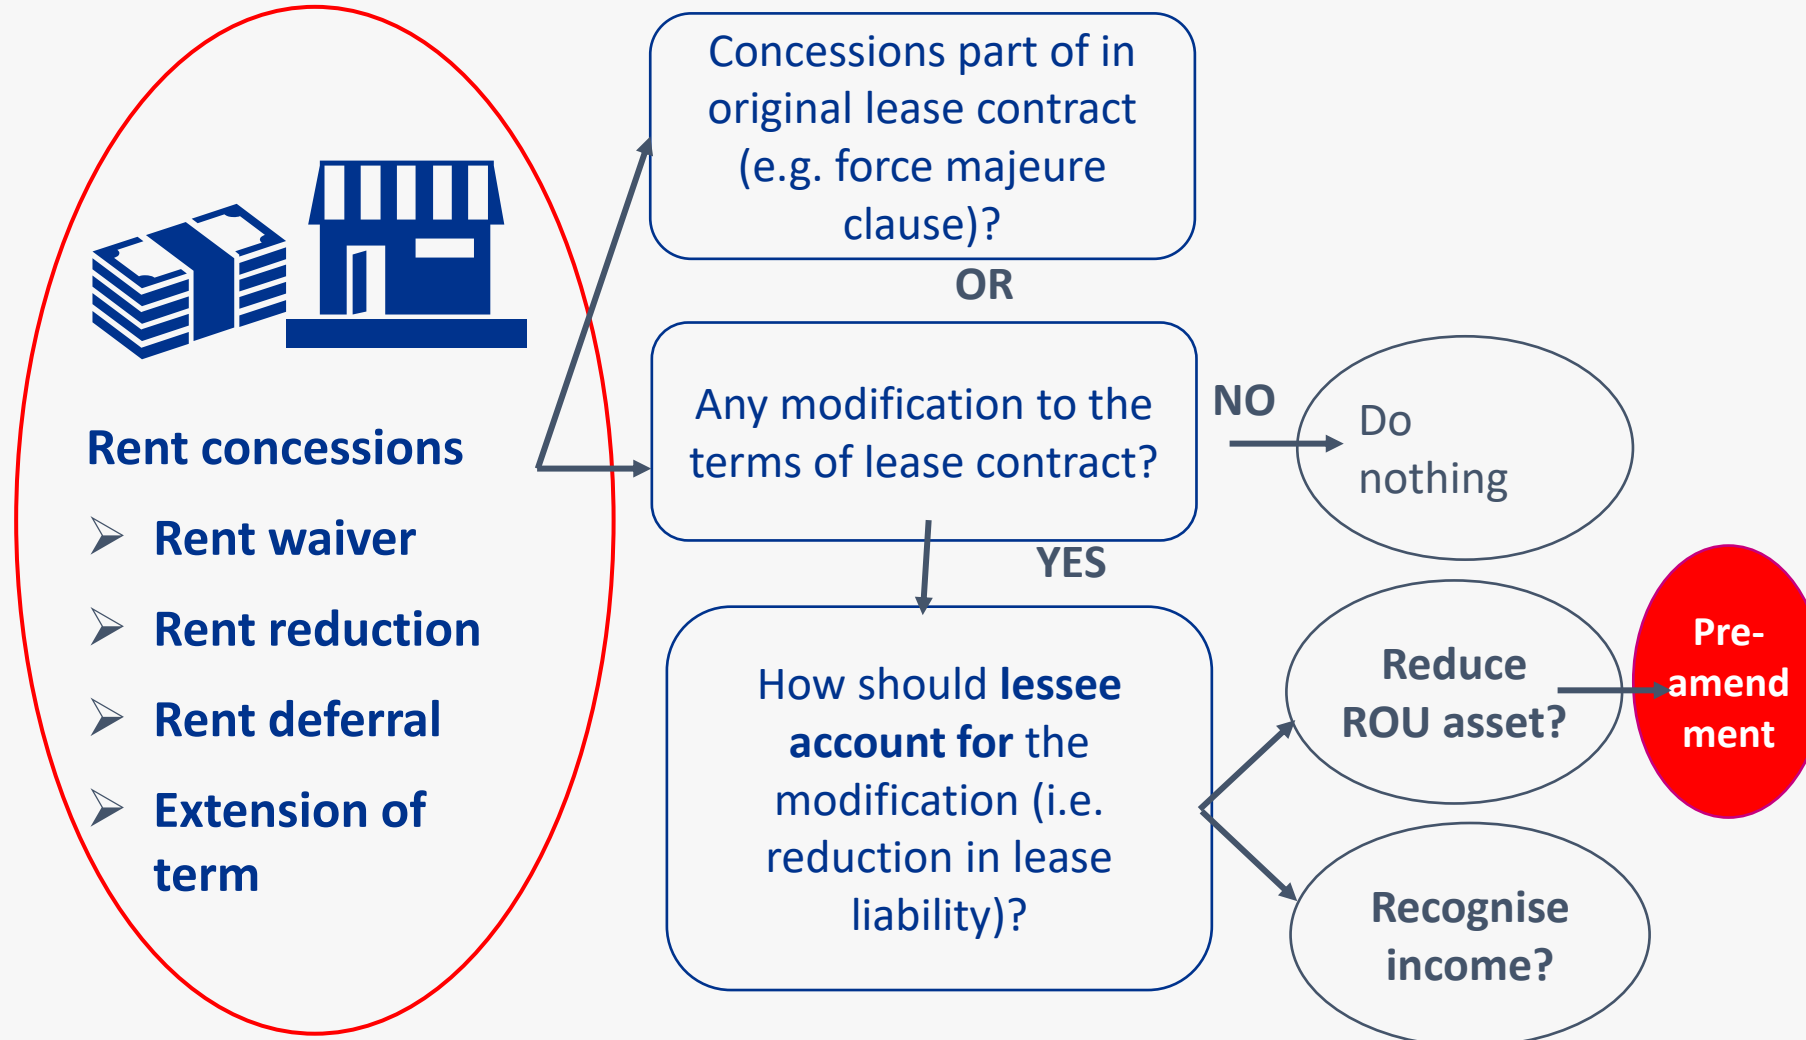 Rent concessions
Rent waiver
Rent reduction
Rent deferral
Extension of
term
Concessions part of in
original lease contract
(e.g. force majeure
clause)?
OR
Any modification to the
terms of lease contract?
NO
Do
nothing
YES
How should lessee
account for the
modification (i.e.
reduction in lease
liability)?
Reduce
ROU asset?
Pre-
amend
ment
Recognise
income?